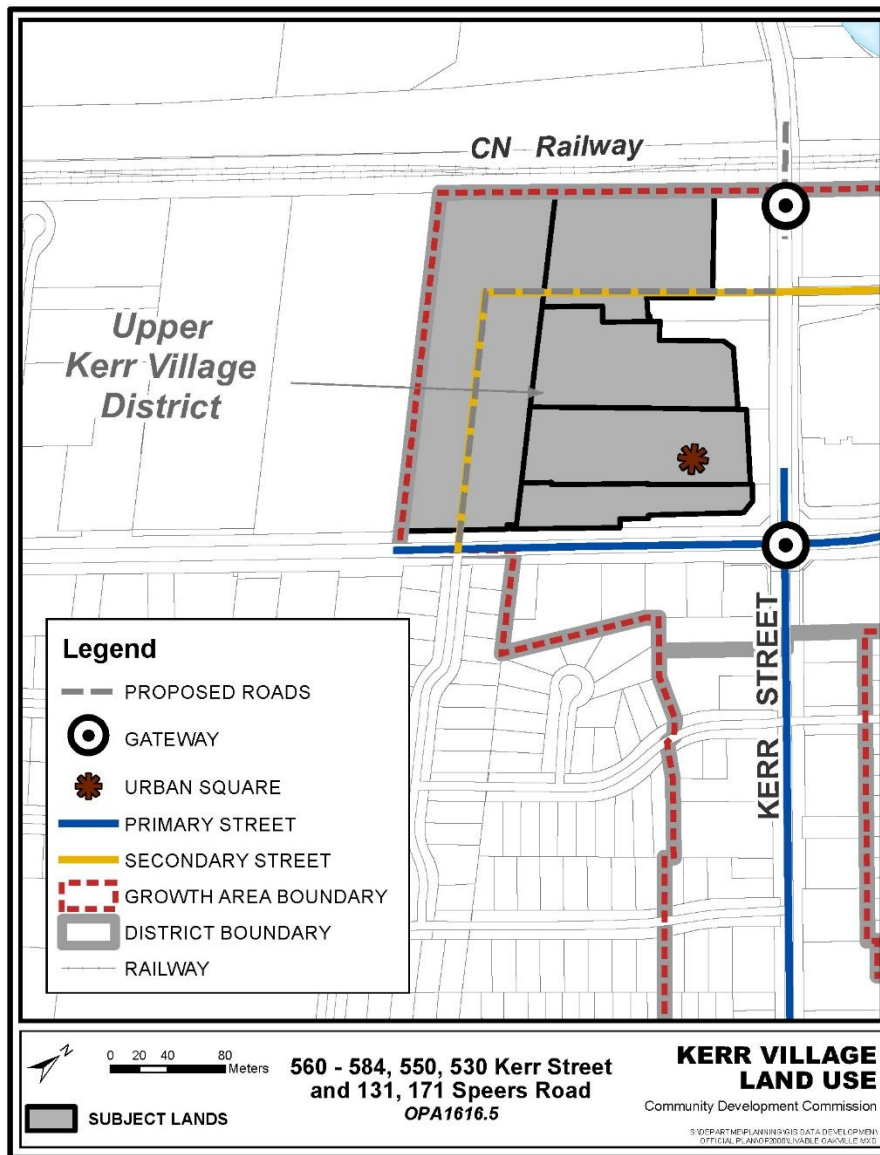 CN Railway
Upper
Kerr Village
District
KERR STREET
Legend
PROPOSED ROADS
GATEWAY
URBAN SQUARE
PRIMARY STREET
SECONDARY STREET
GROWTH AREA BOUNDARY
DISTRICT BOUNDARY
RAILWAY
N
0 20 40 80
Meters
SUBJECT LANDS
560 - 584, 550, 530 Kerr Street
and 131, 171 Speers Road
OPA1616.5
KERR VILLAGE
LAND USE
Community Development Commission